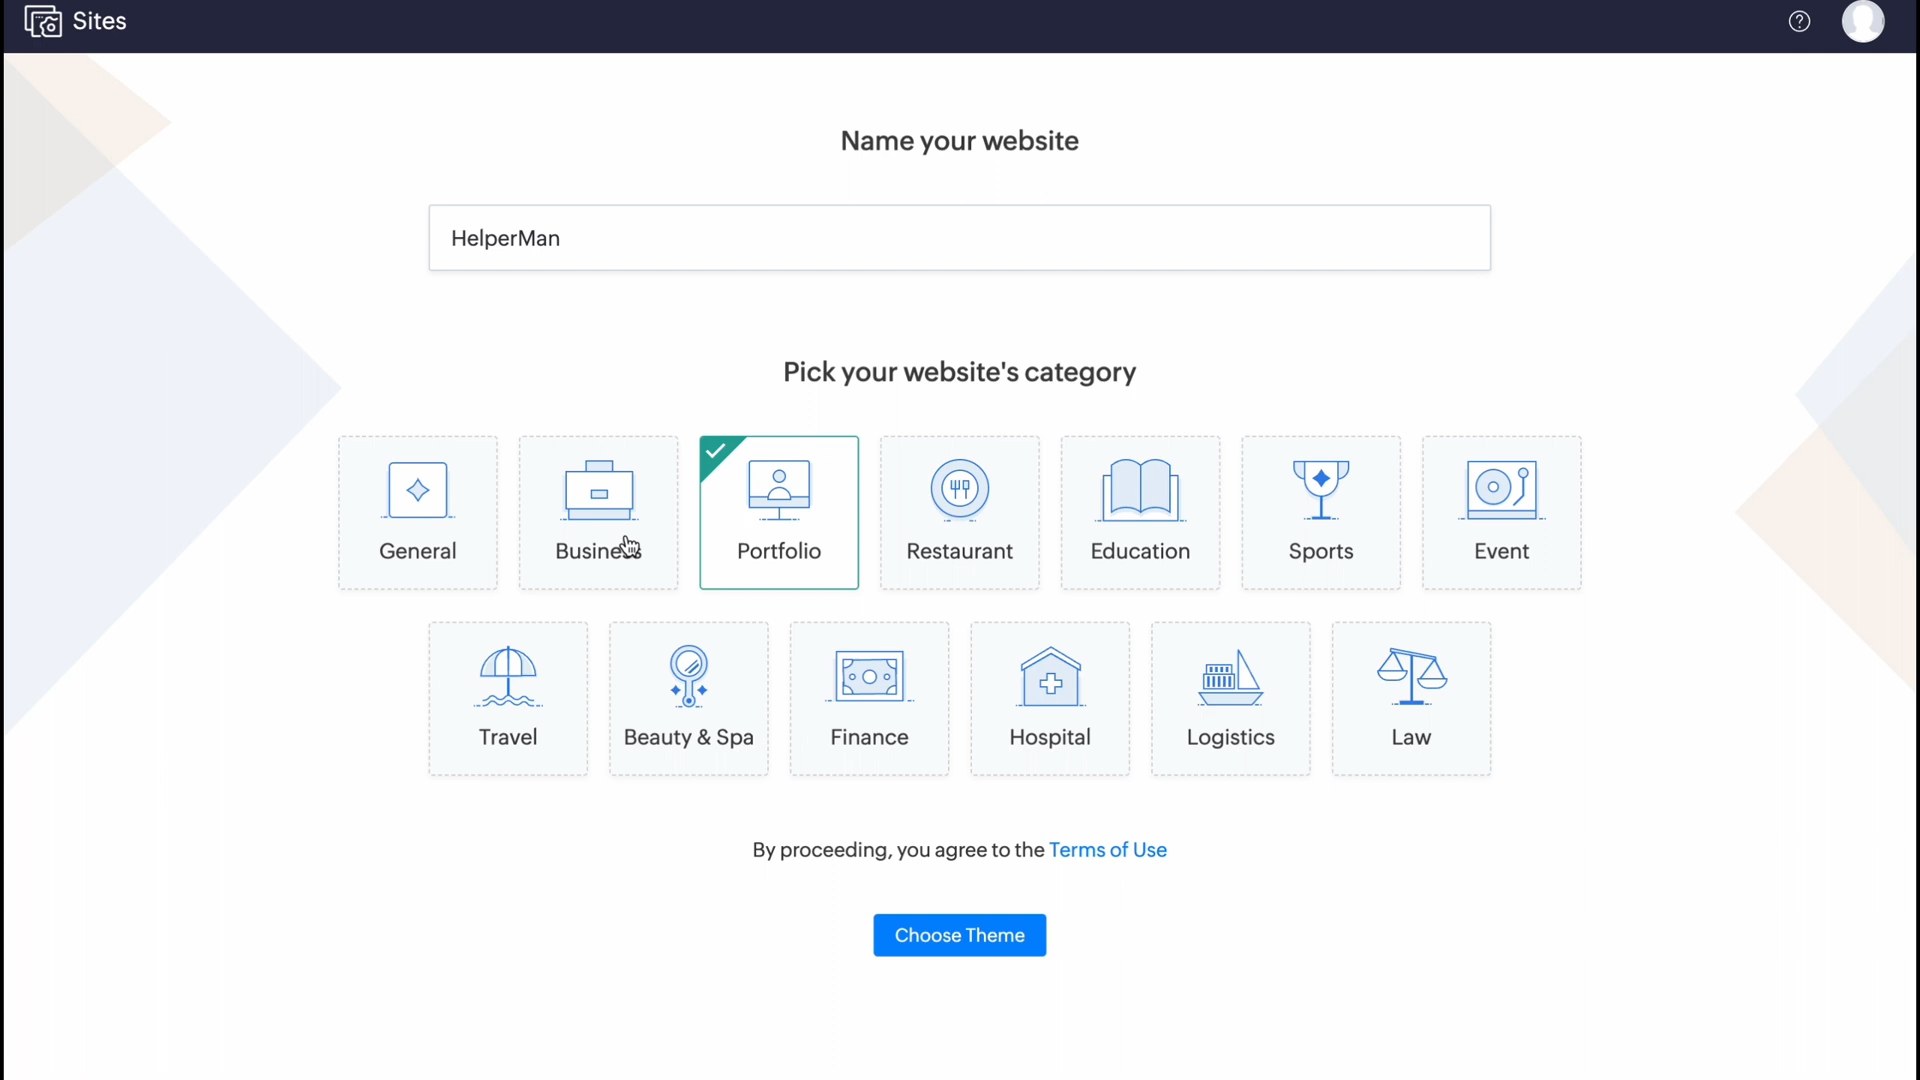 Sites
Name your website
HelperMan
Pick your website's category
General
Business
Portfolio
Restaurant
Education
Sports
Event
Travel
Beauty & Spa
Finance
Hospital
Logistics
Law
By proceeding, you agree to the Terms of Use
Choose Theme